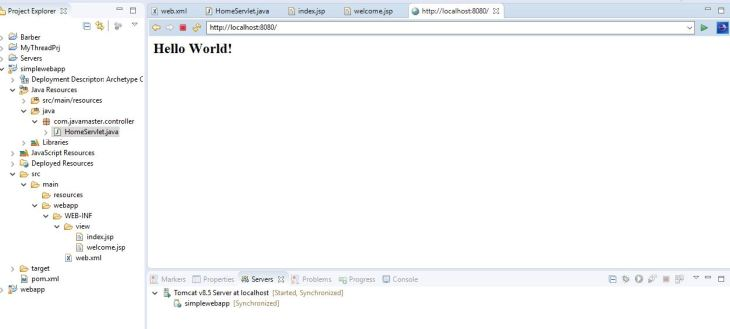 Project Explorer
web.xml
HomeServlet.java
index.jsp
welcome.jsp
http://localhost:8080/
http://localhost:8080/
Hello World!
Barber
MyThreadPrj
Servers
simplewebapp
Deployment Descriptor: Archetype C
Java Resources
src/main/resources
java
com.javamaster.controller
HomeServlet.java
Libraries
JavaScript Resources
Deployed Resources
src
main
resources
webapp
WEB-INF
view
index.jsp
welcome.jsp
web.xml
target
pom.xml
webapp
Markers
Properties
Servers
Problems
Progress
Console
Tomcat v8.5 Server at localhost [Started, Synchronized]
simplewebapp [Synchronized]